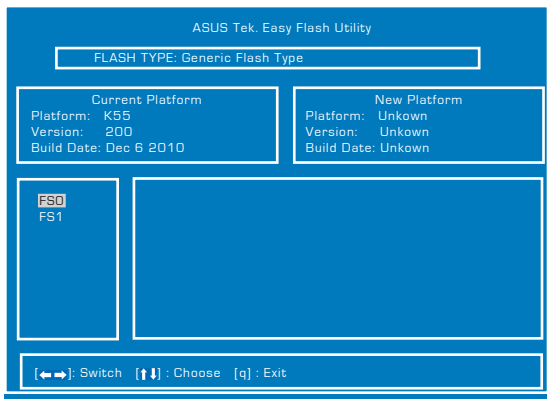 ASUS Tek. Easy Flash Utility
FLASH TYPE: Generic Flash Type
Current Platform
Platform: K55
Version: 200
Build Date: Dec 6 2010
New Platform
Platform: Unkown
Version: Unkown
Build Date: Unkown
FS0
FS1
[←→]: Switch [↑↓] : Choose [q] : Exit